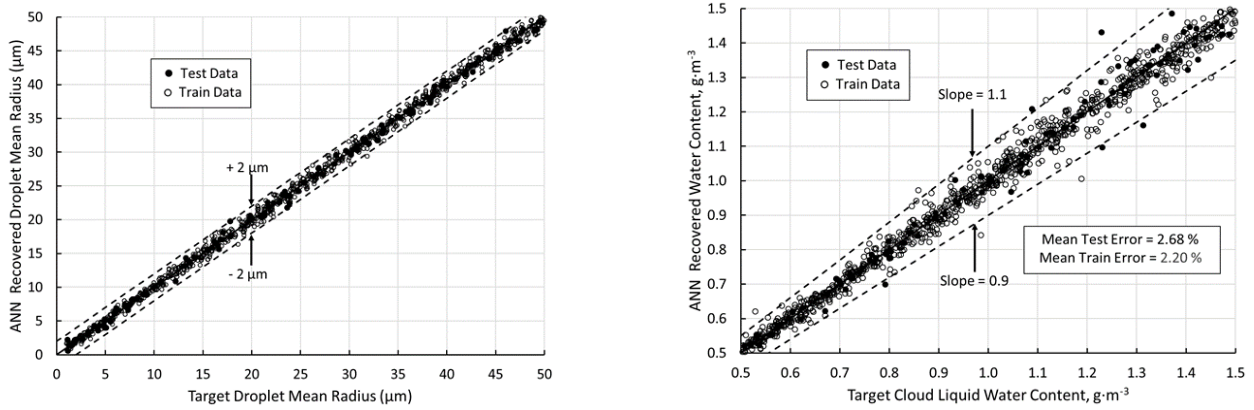 ANN Recovered Droplet Mean Radius (µm)
50
45
40
35
30
25
20
15
10
5
0
Test Data
Train Data
+ 2 µm
- 2 µm
0 5 10 15 20 25 30 35 40 45 50
Target Droplet Mean Radius (µm)
ANN Recovered Water Content, g·m⁻³
1.5
1.4
1.3
1.2
1.1
1.0
0.9
0.8
0.7
0.6
0.5
Test Data
Train Data
Slope = 1.1
Slope = 0.9
Mean Test Error = 2.68 %
Mean Train Error = 2.20 %
0.5 0.6 0.7 0.8 0.9 1.0 1.1 1.2 1.3 1.4 1.5
Target Cloud Liquid Water Content, g·m⁻³